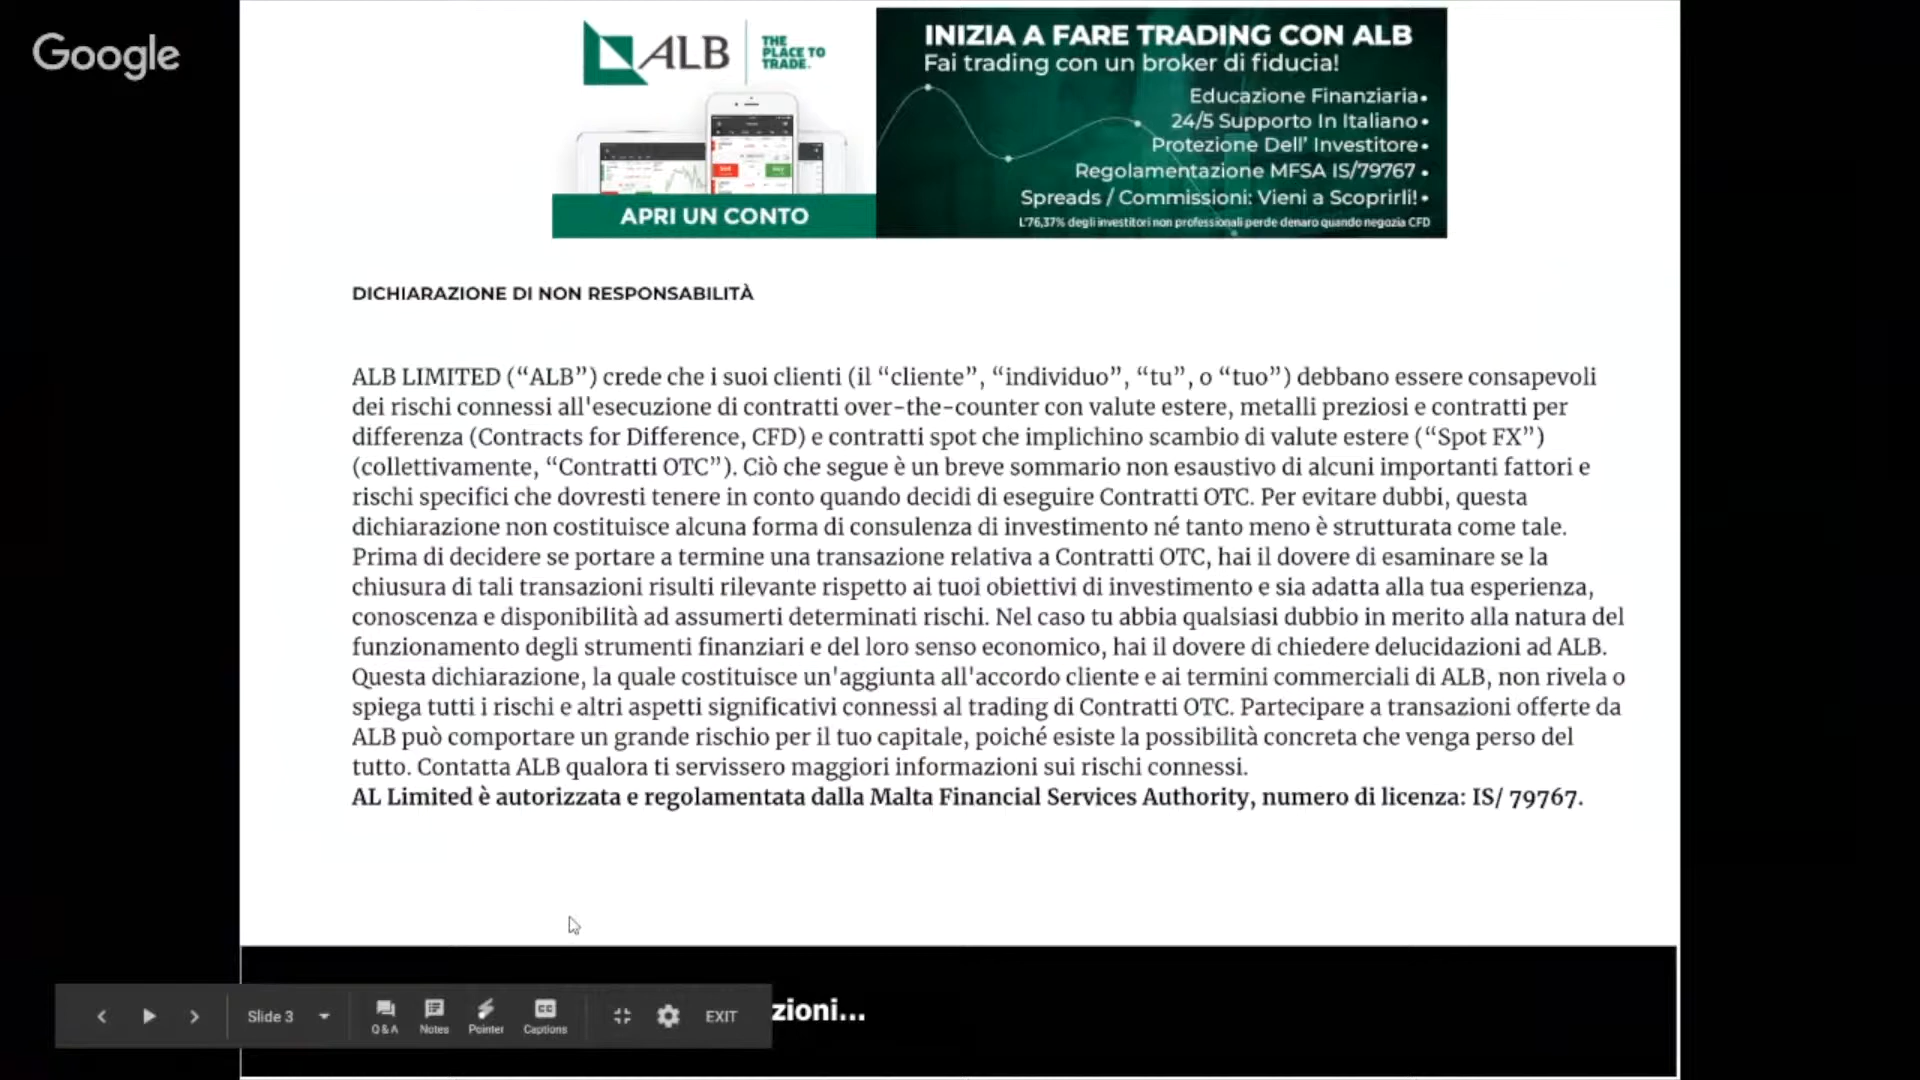 Google
ALB
THE
PLACE TO
TRADE.
APRI UN CONTO
INIZIA A FARE TRADING CON ALB
Fai trading con un broker di fiducia!
Educazione Finanziaria•
24/5 Supporto In Italiano•
Protezione Dell' Investitore•
Regolamentazione MFSA IS/79767 •
Spreads / Commissioni: Vieni a Scoprirli! •
L'76,37% degli investitori non professionali perde denaro quando negozia CFD
DICHIARAZIONE DI NON RESPONSABILITÀ
ALB LIMITED (“ALB”) crede che i suoi clienti (il “cliente”, “individuo”, “tu”, o “tuo”) debbano essere consapevoli
dei rischi connessi all'esecuzione di contratti over-the-counter con valute estere, metalli preziosi e contratti per
differenza (Contracts for Difference, CFD) e contratti spot che implichino scambio di valute estere (“Spot FX”)
(collettivamente, “Contratti OTC”). Ciò che segue è un breve sommario non esaustivo di alcuni importanti fattori e
rischi specifici che dovresti tenere in conto quando decidi di eseguire Contratti OTC. Per evitare dubbi, questa
dichiarazione non costituisce alcuna forma di consulenza di investimento né tanto meno è strutturata come tale.
Prima di decidere se portare a termine una transazione relativa a Contratti OTC, hai il dovere di esaminare se la
chiusura di tali transazioni risulti rilevante rispetto ai tuoi obiettivi di investimento e sia adatta alla tua esperienza,
conoscenza e disponibilità ad assumerti determinati rischi. Nel caso tu abbia qualsiasi dubbio in merito alla natura del
funzionamento degli strumenti finanziari e del loro senso economico, hai il dovere di chiedere delucidazioni ad ALB.
Questa dichiarazione, la quale costituisce un'aggiunta all'accordo cliente e ai termini commerciali di ALB, non rivela o
spiega tutti i rischi e altri aspetti significativi connessi al trading di Contratti OTC. Partecipare a transazioni offerte da
ALB può comportare un grande rischio per il tuo capitale, poiché esiste la possibilità concreta che venga perso del
tutto. Contatta ALB qualora ti servissero maggiori informazioni sui rischi connessi.
AL Limited è autorizzata e regolamentata dalla Malta Financial Services Authority, numero di licenza: IS/ 79767.
Slide 3
Q & A
Notes
Pointer
Captions
EXIT
zioni...